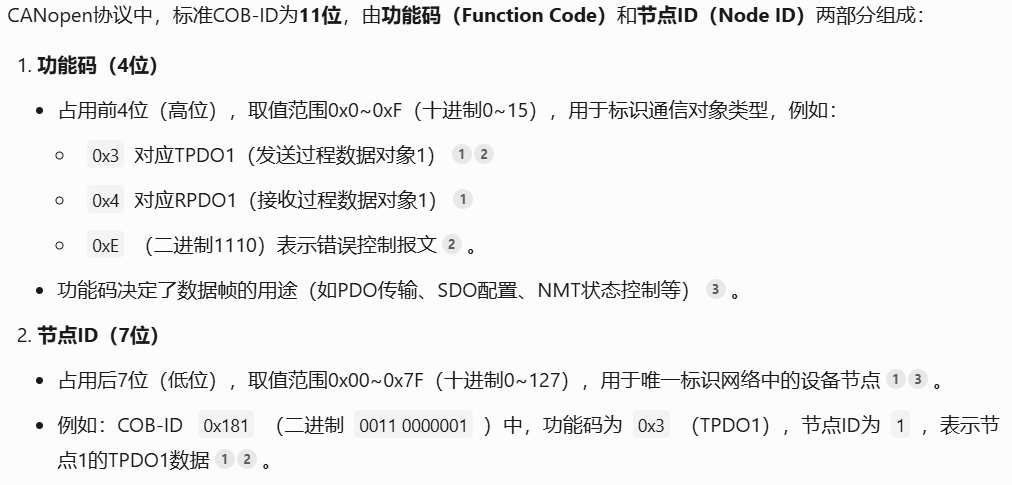 CANopen协议中，标准COB-ID为11位，由功能码（Function Code）和节点ID（Node ID）两部分组成：
1. 功能码（4位）
• 占用前4位（高位），取值范围0x0~0xF（十进制0~15），用于标识通信对象类型，例如：
○ 0x3 对应TPDO1（发送过程数据对象1） 1 2
○ 0x4 对应RPDO1（接收过程数据对象1） 1
○ 0xE （二进制1110）表示错误控制报文 2 。
• 功能码决定了数据帧的用途（如PDO传输、SDO配置、NMT状态控制等） 3 。
2. 节点ID（7位）
• 占用后7位（低位），取值范围0x00~0x7F（十进制0~127），用于唯一标识网络中的设备节点 1 3 。
• 例如：COB-ID 0x181 （二进制 0011 0000001 ）中，功能码为 0x3 （TPDO1），节点ID为 1 ，表示节
点1的TPDO1数据 1 2 。